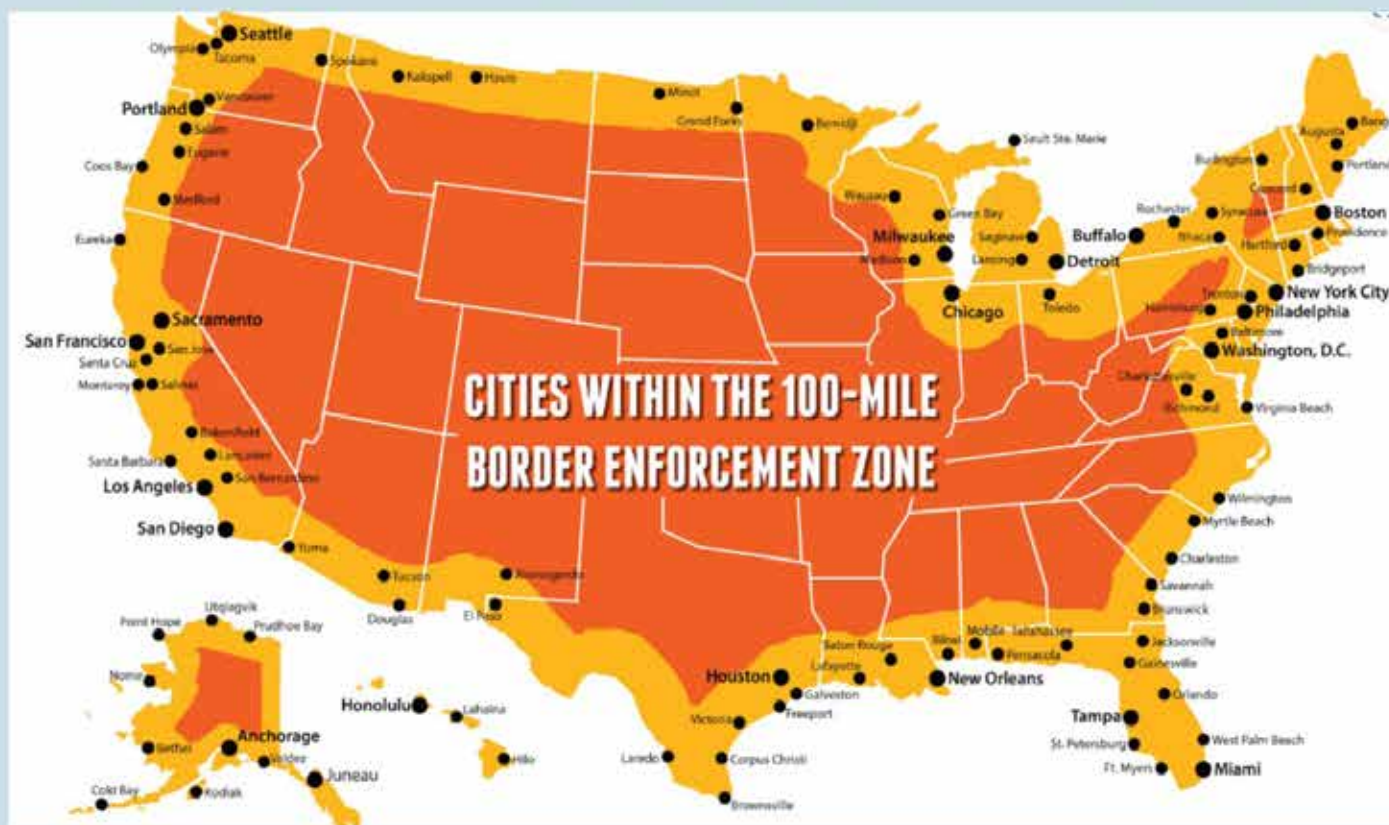 Seattle
Olympia
Tacoma
Spokane
Kalispell
Havre
Minot
Grand Forks
Bemidji
Sault Ste. Marie
Portland
Vancouver
Salem
Eugene
Coos Bay
Medford
Eureka
Wausau
Green Bay
Milwaukee
Madison
Saginaw
Lansing
Detroit
Chicago
Toledo
Buffalo
Rochester
Syracuse
Ithaca
Burlington
Augusta
Portland
Concord
Boston
Providence
Hartford
Bridgeport
New York City
Trenton
Harrisburg
Philadelphia
Baltimore
Washington, D.C.
Charlottesville
Richmond
Virginia Beach
Sacramento
San Francisco
San Jose
Santa Cruz
Monterey
Salinas
Bakersfield
Santa Barbara
Lancaster
San Bernardino
Los Angeles
San Diego
Yuma
Tucson
Douglas
Alamogordo
El Paso
CITIES WITHIN THE 100-MILE
BORDER ENFORCEMENT ZONE
Wilmington
Myrtle Beach
Charleston
Savannah
Brunswick
Jacksonville
Gainesville
Orlando
Tampa
St. Petersburg
West Palm Beach
Ft. Myers
Miami
Houston
Baton Rouge
Lafayette
Biloxi
Mobile
Tallahassee
Pensacola
New Orleans
Galveston
Freeport
Victoria
Laredo
Corpus Christi
Brownsville
Point Hope
Utqiagvik
Prudhoe Bay
Nome
Bethel
Anchorage
Valdez
Juneau
Cold Bay
Kodiak
Honolulu
Lahaina
Hilo